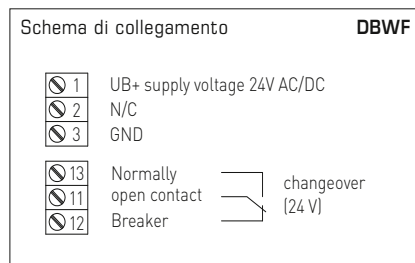 Schema di collegamento DBWF
1 UB+ supply voltage 24V AC/DC
2 N/C
3 GND
13 Normally
11 open contact
12 Breaker
changeover
(24 V)